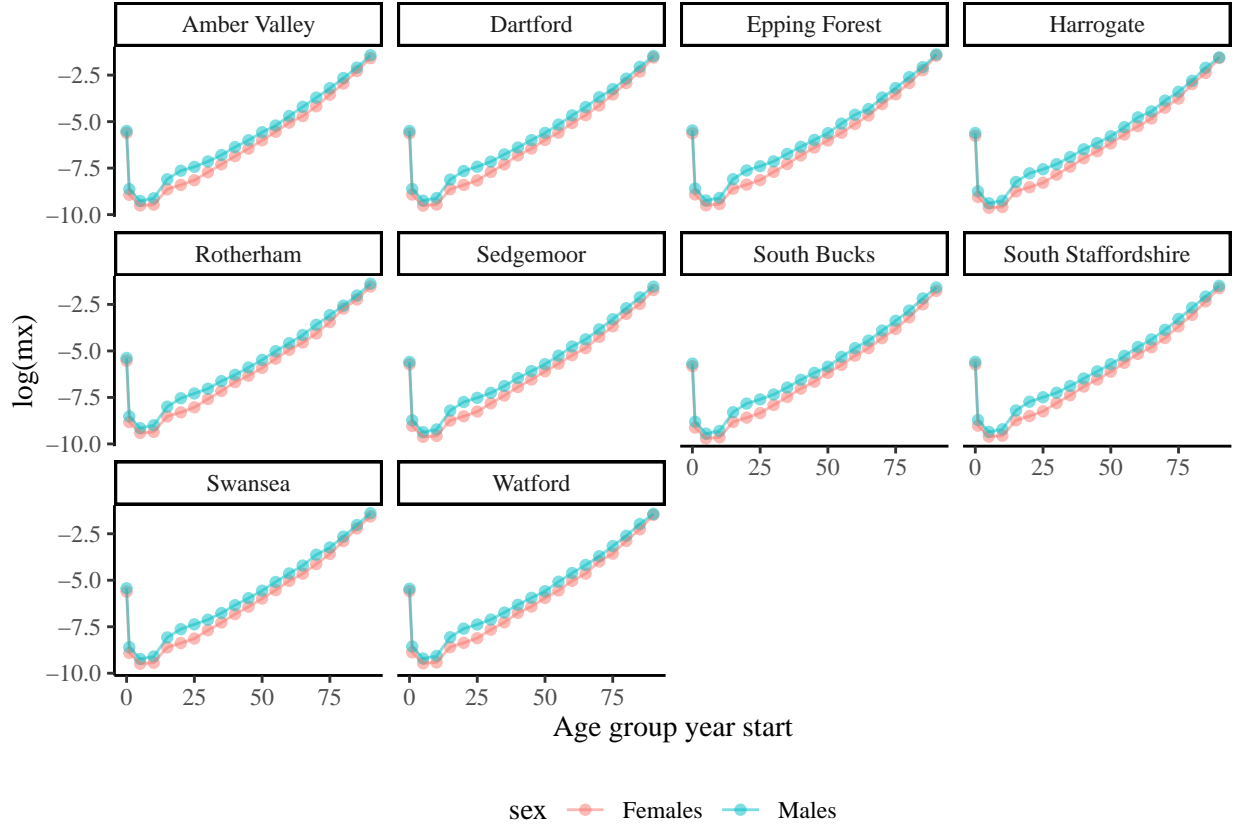 Amber Valley Dartford Epping Forest Harrogate
−2.5
−5.0
−7.5
−10.0
Rotherham Sedgemoor South Bucks South Staffordshire
−2.5
−5.0
−7.5
−10.0
0 25 50 75 0 25 50 75
Swansea Watford
−2.5
−5.0
−7.5
−10.0
0 25 50 75 0 25 50 75
log(mx)
Age group year start
sex Females Males